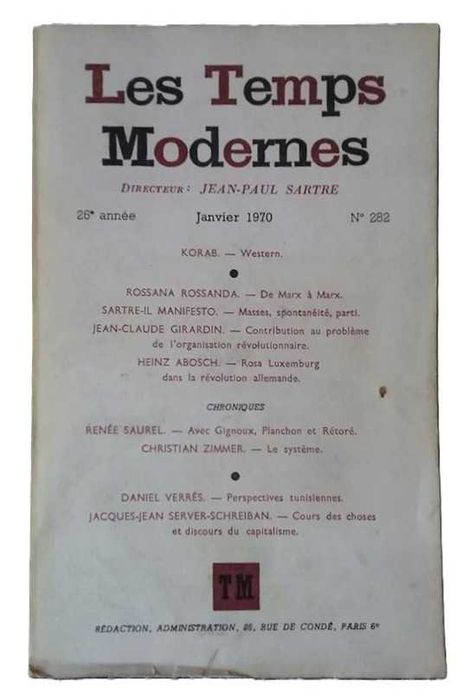 Les Temps
Modernes
DIRECTEUR : JEAN-PAUL SARTRE
26e année Janvier 1970 N° 282
KORAB. — Western.
ROSSANA ROSSANDA. — De Marx à Marx.
SARTRE-IL MANIFESTO. — Masses, spontanéité, parti.
JEAN-CLAUDE GIRARDIN. — Contribution au problème
de l'organisation révolutionnaire.
HEINZ ABOSCH. — Rosa Luxemburg
dans la révolution allemande.
CHRONIQUES
RENÉE SAUREL. — Avec Gignoux, Planchon et Rétoré.
CHRISTIAN ZIMMER. — Le système.
DANIEL VERRÈS. — Perspectives tunisiennes.
JACQUES-JEAN SERVER-SCHREIBAN. — Cours des choses
et discours du capitalisme.
TM
RÉDACTION, ADMINISTRATION, 26, RUE DE CONDÉ, PARIS 6e